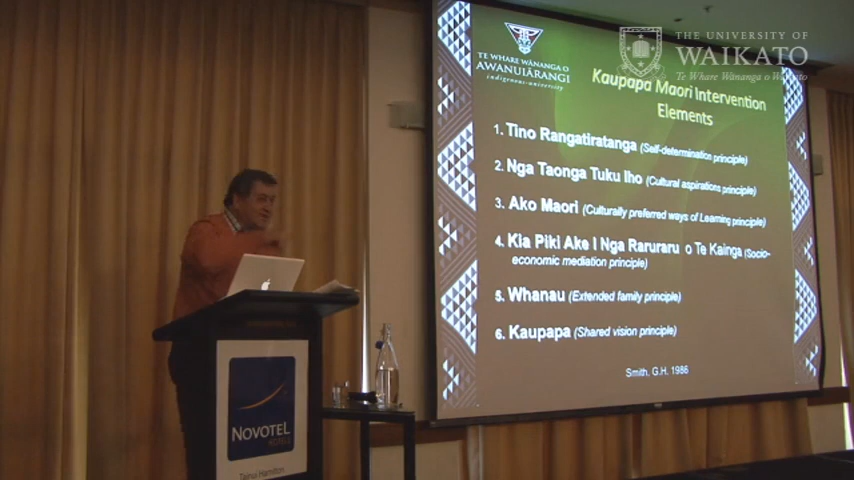 THE UNIVERSITY OF
WAIKATO
Te Whare Wānanga o Waikato
TE WHARE WĀNANGA O
AWANUIĀRANGI
indigenous-university
Kaupapa Maori Intervention
Elements
1. Tino Rangatiratanga (Self-determination principle)
2. Nga Taonga Tuku Iho (Cultural aspirations principle)
3. Ako Maori (Culturally preferred ways of Learning principle)
4. Kia Piki Ake I Nga Raruraru o Te Kainga (Socio-
economic mediation principle)
5. Whanau (Extended family principle)
6. Kaupapa (Shared vision principle)
Smith, G.H. 1986
NOVOTEL
HOTELS
Tainui Hamilton